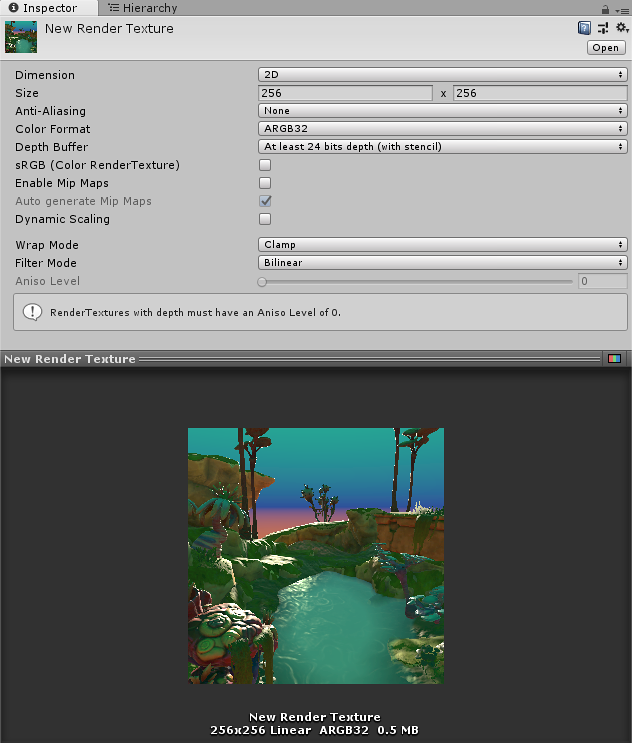 Inspector Hierarchy
New Render Texture
Open
Dimension 2D
Size 256 x 256
Anti-Aliasing None
Color Format ARGB32
Depth Buffer At least 24 bits depth (with stencil)
sRGB (Color RenderTexture)
Enable Mip Maps
Auto generate Mip Maps
Dynamic Scaling
Wrap Mode Clamp
Filter Mode Bilinear
Aniso Level 0
RenderTextures with depth must have an Aniso Level of 0.
New Render Texture
New Render Texture
256x256 Linear ARGB32 0.5 MB